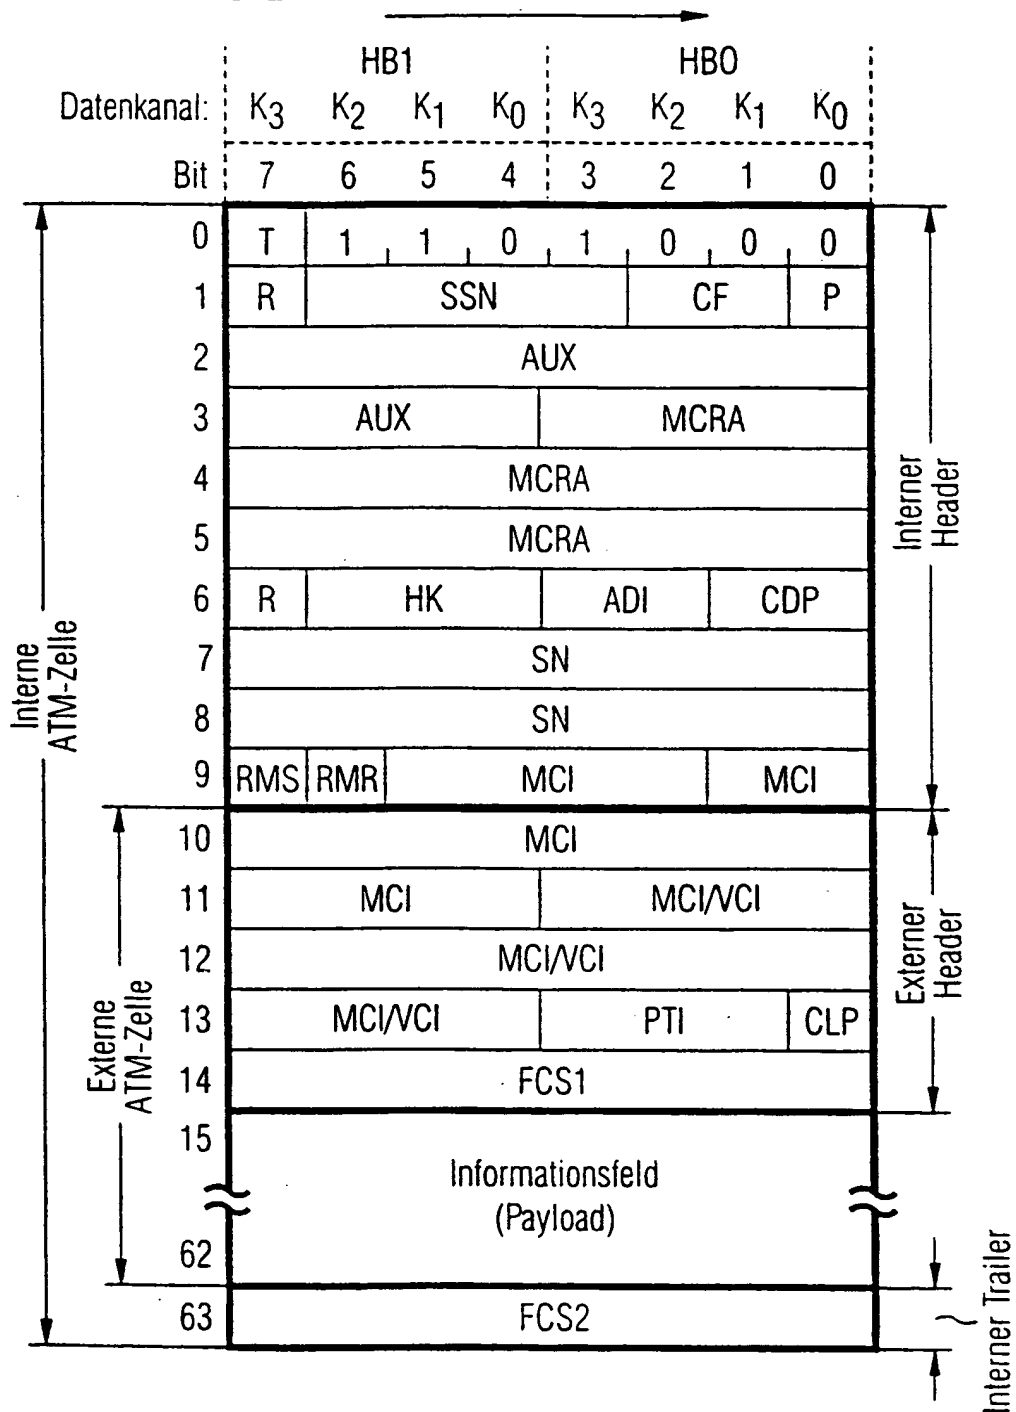 HB1 HB0
Datenkanal: K3 K2 K1 K0 K3 K2 K1 K0
Bit 7 6 5 4 3 2 1 0
0 T 1 1 0 1 0 0 0
1 R SSN CF P
2 AUX
3 AUX MCRA
4 MCRA
5 MCRA
6 R HK ADI CDP
7 SN
8 SN
9 RMS RMR MCI MCI
10 MCI
11 MCI MCI/VCI
12 MCI/VCI
13 MCI/VCI PTI CLP
14 FCS1
15
Informationsfeld
(Payload)
62
63 FCS2
Interne
ATM-Zelle
Externe
ATM-Zelle
Interner
Header
Externer
Header
Interner Trailer